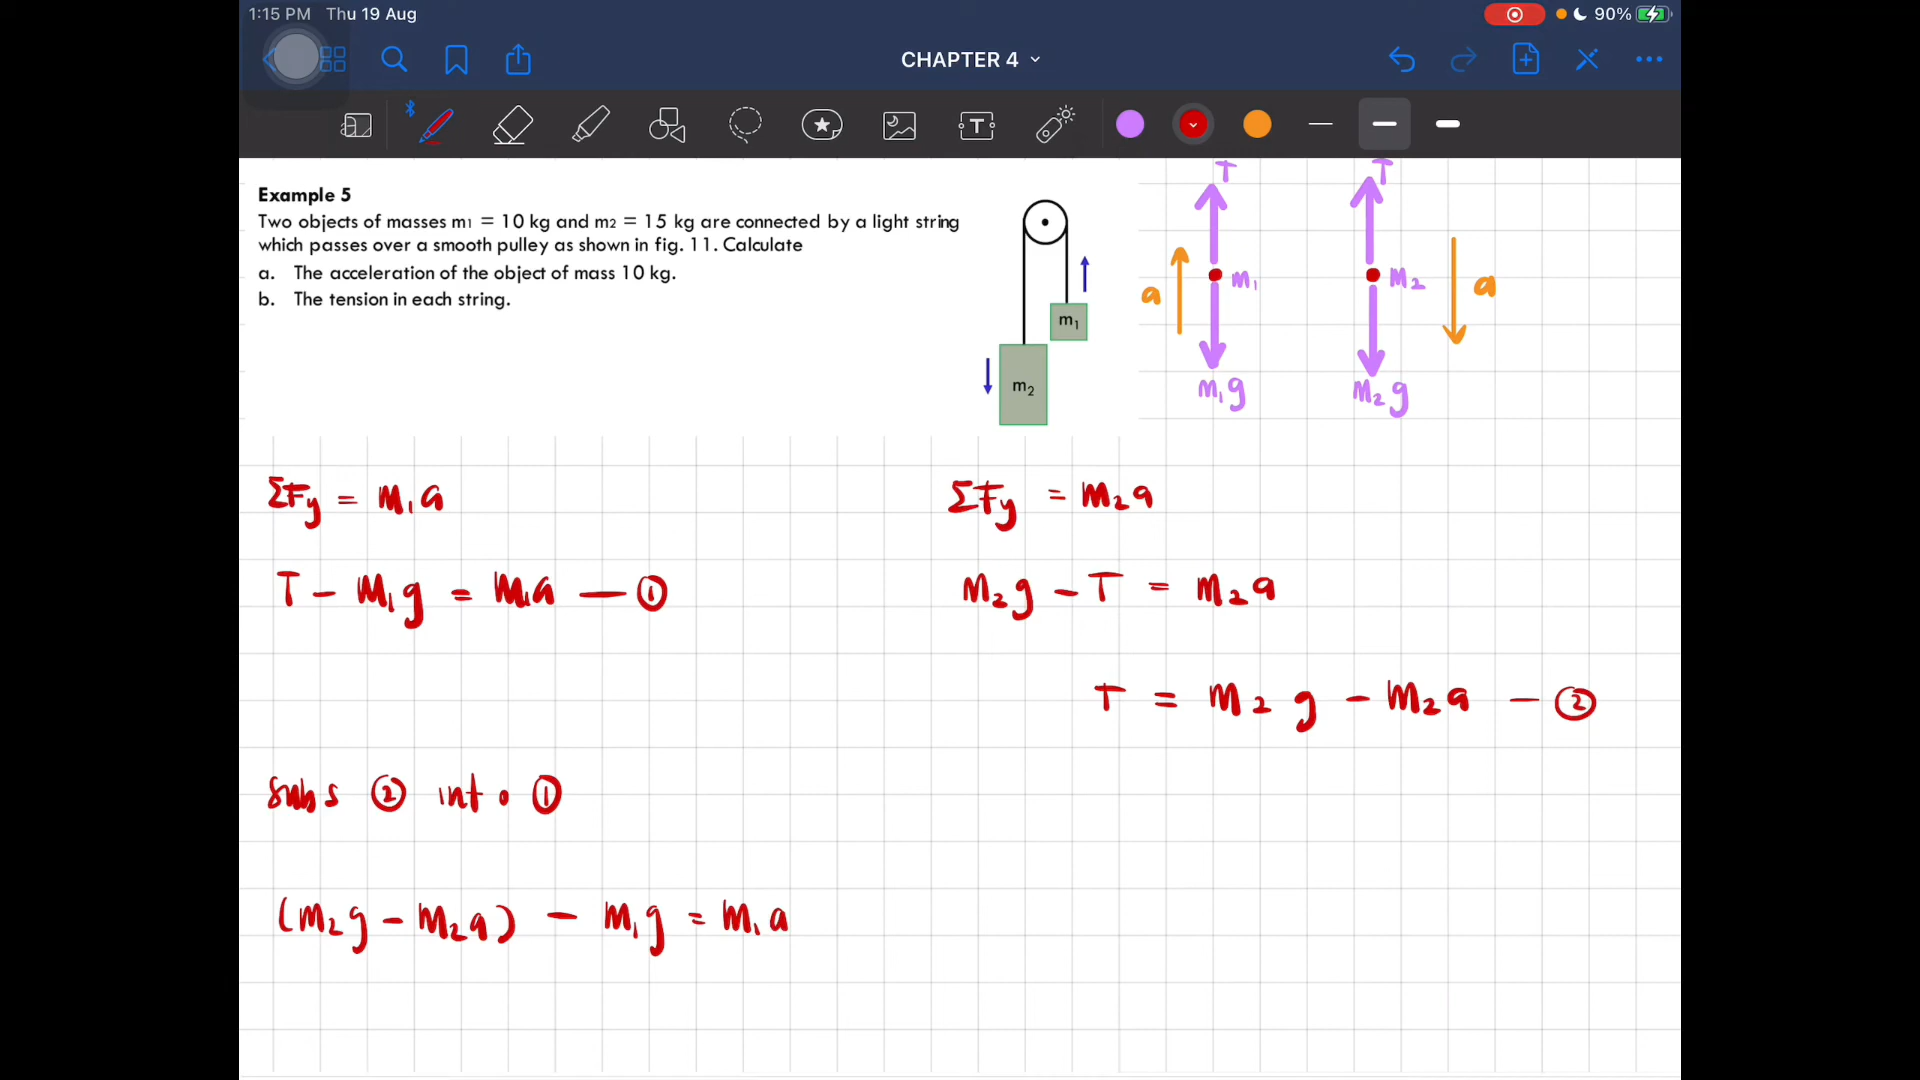 1:15 PM Thu 19 Aug
90%
CHAPTER 4
Example 5
Two objects of masses m1 = 10 kg and m2 = 15 kg are connected by a light string
which passes over a smooth pulley as shown in fig. 11. Calculate
a. The acceleration of the object of mass 10 kg.
b. The tension in each string.
m₁
m₂
T
T
a
m₁
m₂
a
m₁g
m₂g
ΣFy = m₁a
ΣFy = m₂a
T − m₁g = m₁a — ①
m₂g − T = m₂a
T = m₂g − m₂a − ②
subs ② into ①
(m₂g − m₂a) − m₁g = m₁a